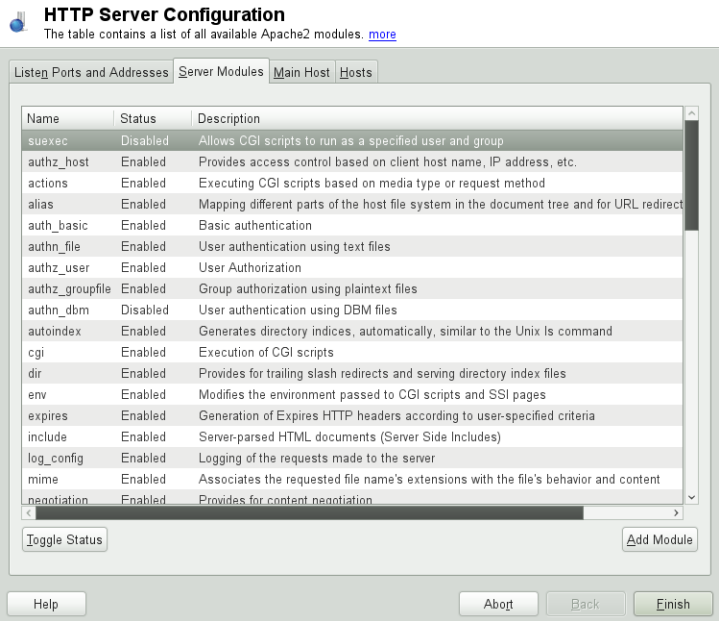 HTTP Server Configuration
The table contains a list of all available Apache2 modules. more
Listen Ports and Addresses Server Modules Main Host Hosts
Name Status Description
suexec Disabled Allows CGI scripts to run as a specified user and group
authz_host Enabled Provides access control based on client host name, IP address, etc.
actions Enabled Executing CGI scripts based on media type or request method
alias Enabled Mapping different parts of the host file system in the document tree and for URL redirect
auth_basic Enabled Basic authentication
authn_file Enabled User authentication using text files
authz_user Enabled User Authorization
authz_groupfile Enabled Group authorization using plaintext files
authn_dbm Disabled User authentication using DBM files
autoindex Enabled Generates directory indices, automatically, similar to the Unix ls command
cgi Enabled Execution of CGI scripts
dir Enabled Provides for trailing slash redirects and serving directory index files
env Enabled Modifies the environment passed to CGI scripts and SSI pages
expires Enabled Generation of Expires HTTP headers according to user-specified criteria
include Enabled Server-parsed HTML documents (Server Side Includes)
log_config Enabled Logging of the requests made to the server
mime Enabled Associates the requested file name's extensions with the file's behavior and content
negotiation Enabled Provides for content negotiation
Toggle Status Add Module
Help Abort Back Finish